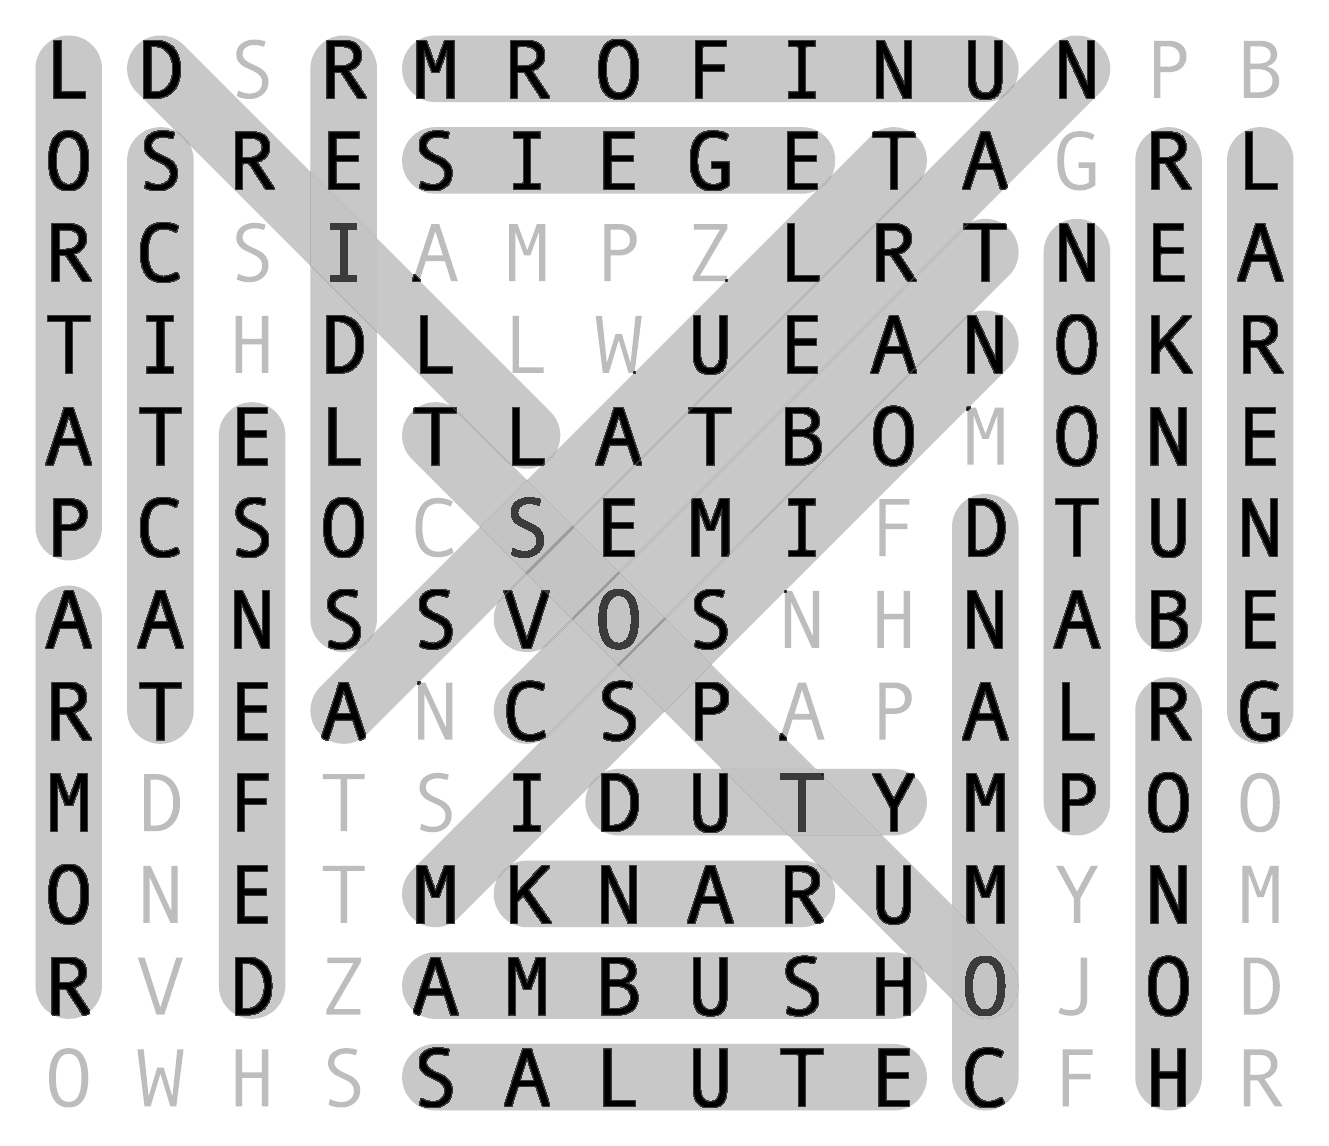 L D S R M R O F I N U N P B
O S R E S I E G E T A G R L
R C S I A M P Z L R T N E A
T I H D L L W U E A N O K R
A T E L T L A T B O M O N E
P C S O C S E M I F D T U N
A A N S S V O S N H N A B E
R T E A N C S P A P A L R G
M D F T S I D U T Y M P O O
O N E T M K N A R U M Y N M
R V D Z A M B U S H O J O D
O W H S S A L U T E C F H R